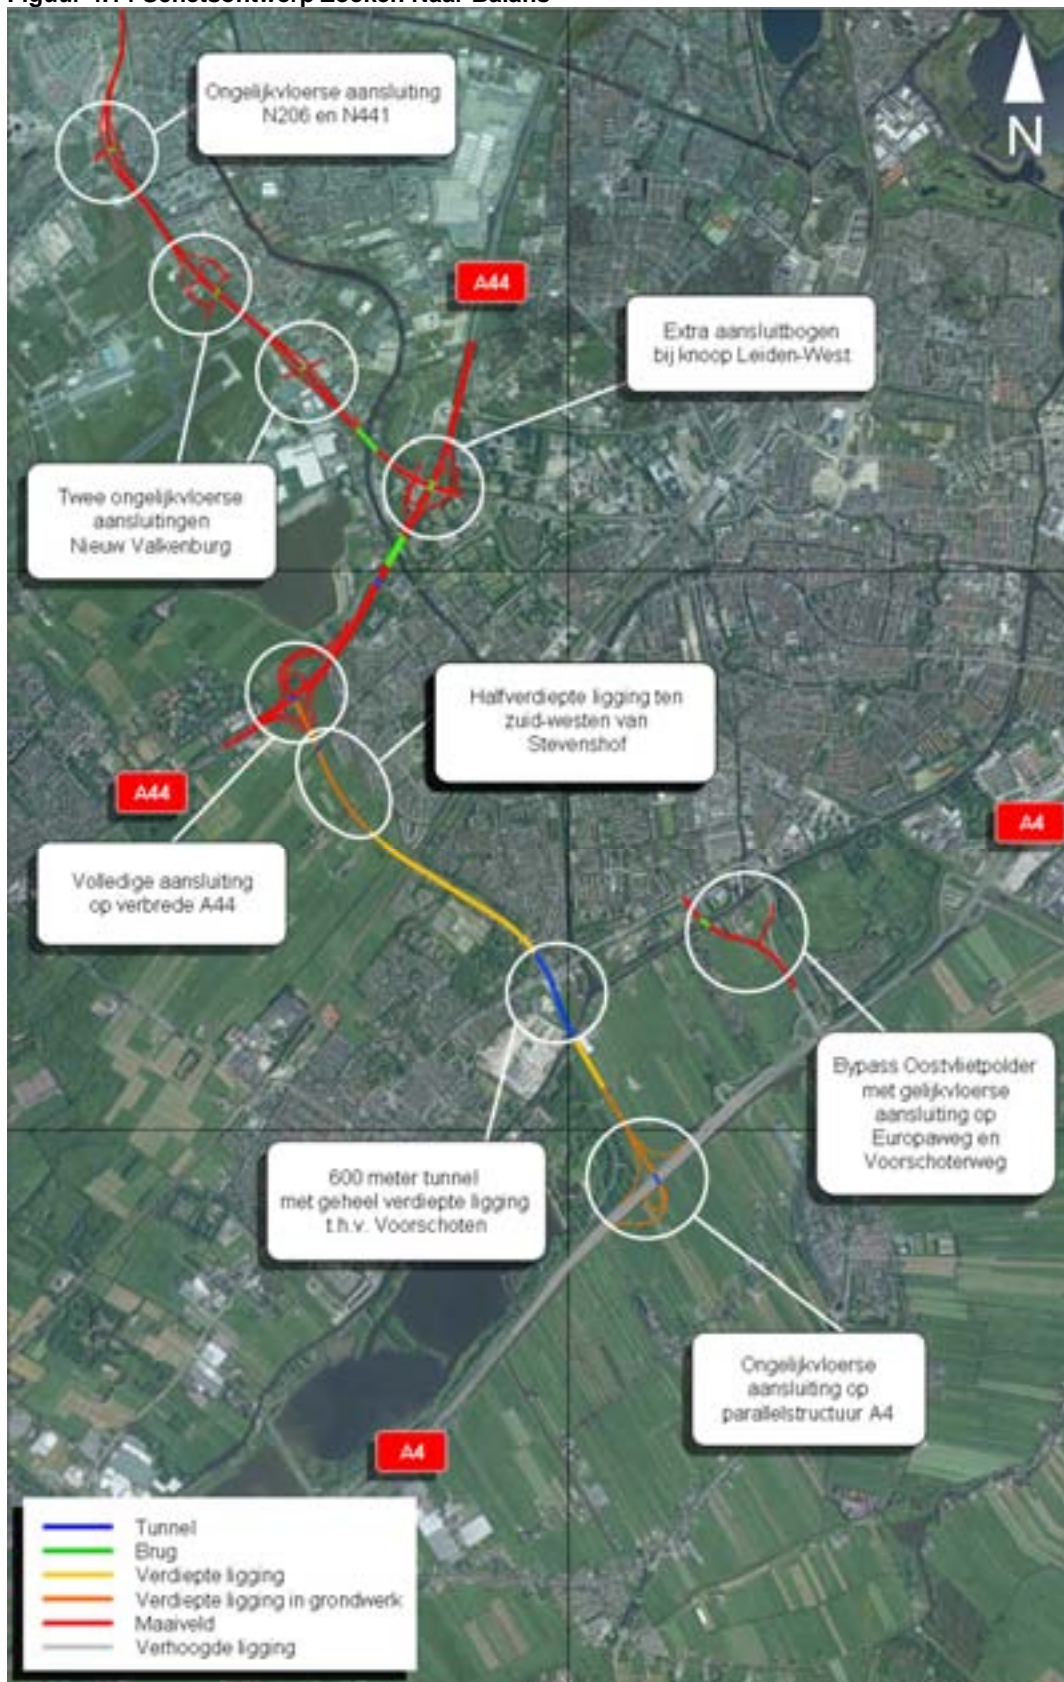 Ongelijkvloerse aansluiting
N206 en N441
N
A44
Extra aansluitbogen
bij knoop Leiden-West
Twee ongelijkvloerse
aansluitingen
Nieuw Valkenburg
Halfverdiepte ligging ten
zuid-westen van
Stevenshof
A44
A4
Volledige aansluiting
op verbrede A44
Bypass Oostvlietpolder
met gelijkvloerse
aansluiting op
Europaweg en
Voorschoterweg
600 meter tunnel
met geheel verdiepte ligging
t.h.v. Voorschoten
Ongelijkvloerse
aansluiting op
parallelstructuur A4
A4
Tunnel
Brug
Verdiepte ligging
Verdiepte ligging in grondwerk
Maaiveld
Verhoogde ligging